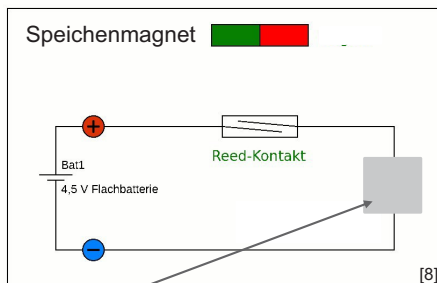 Speichenmagnet
+
Reed-Kontakt
Bat1
4,5 V Flachbatterie
−
[8]